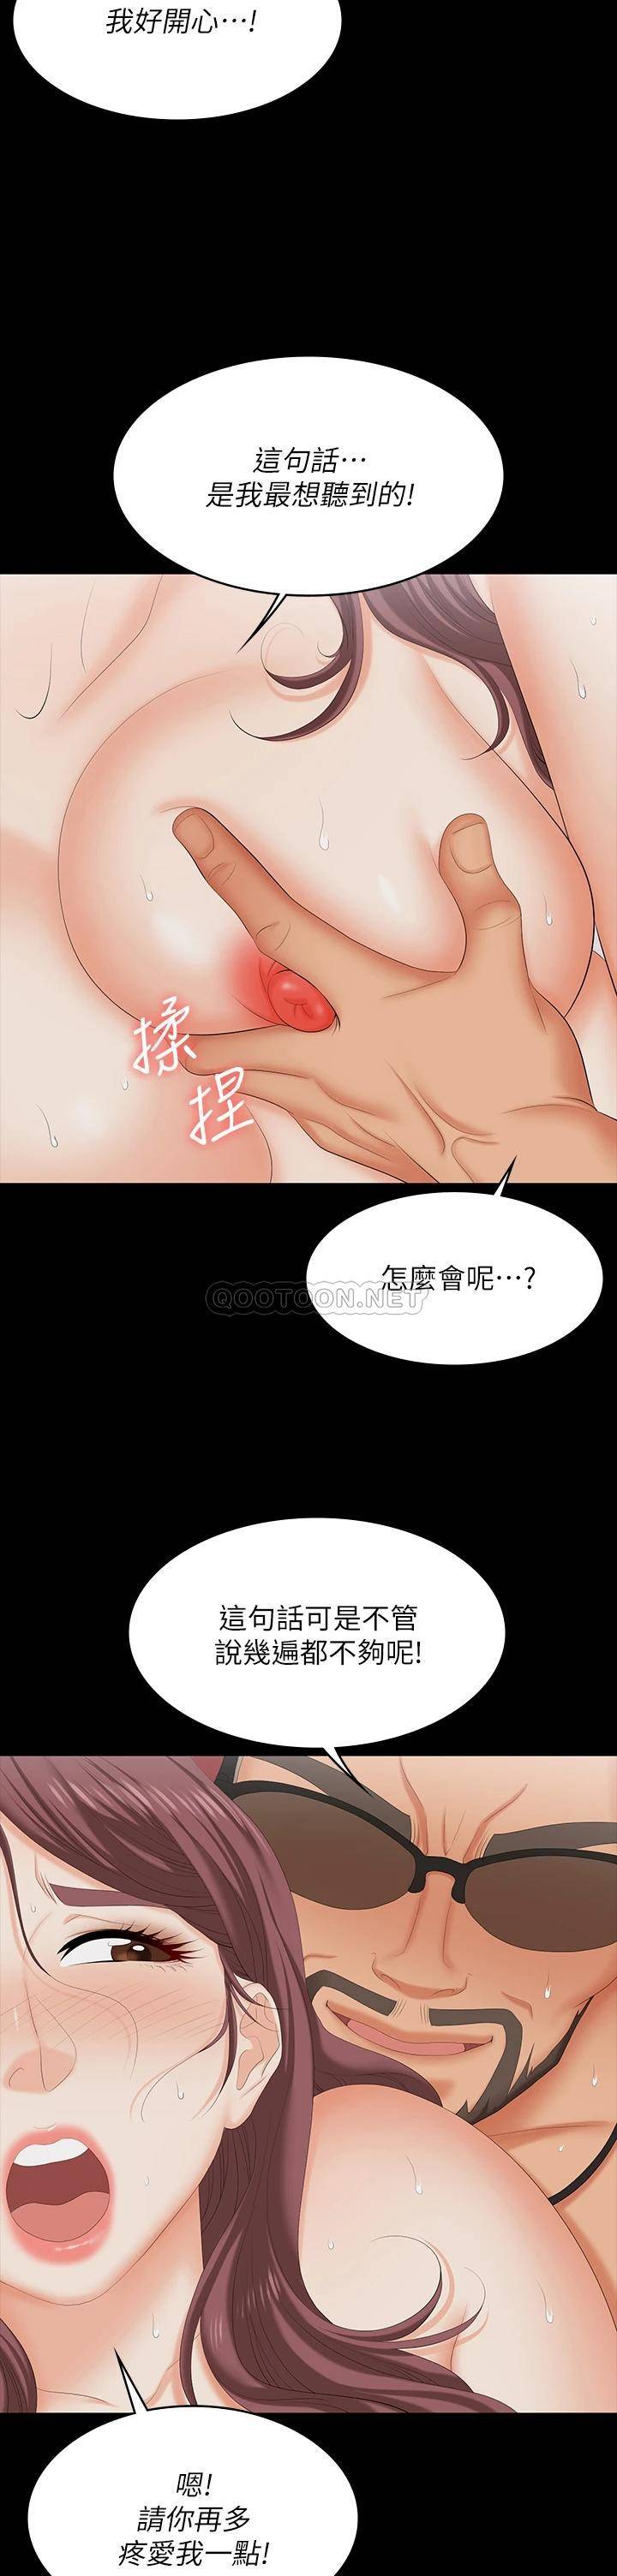 我好開心…!
這句話…
是我最想聽到的!
揉
捏
怎麼會呢…?
QOOTOON.NET
這句話可是不管
說幾遍都不夠呢!
嗯!
請你再多
疼愛我一點!